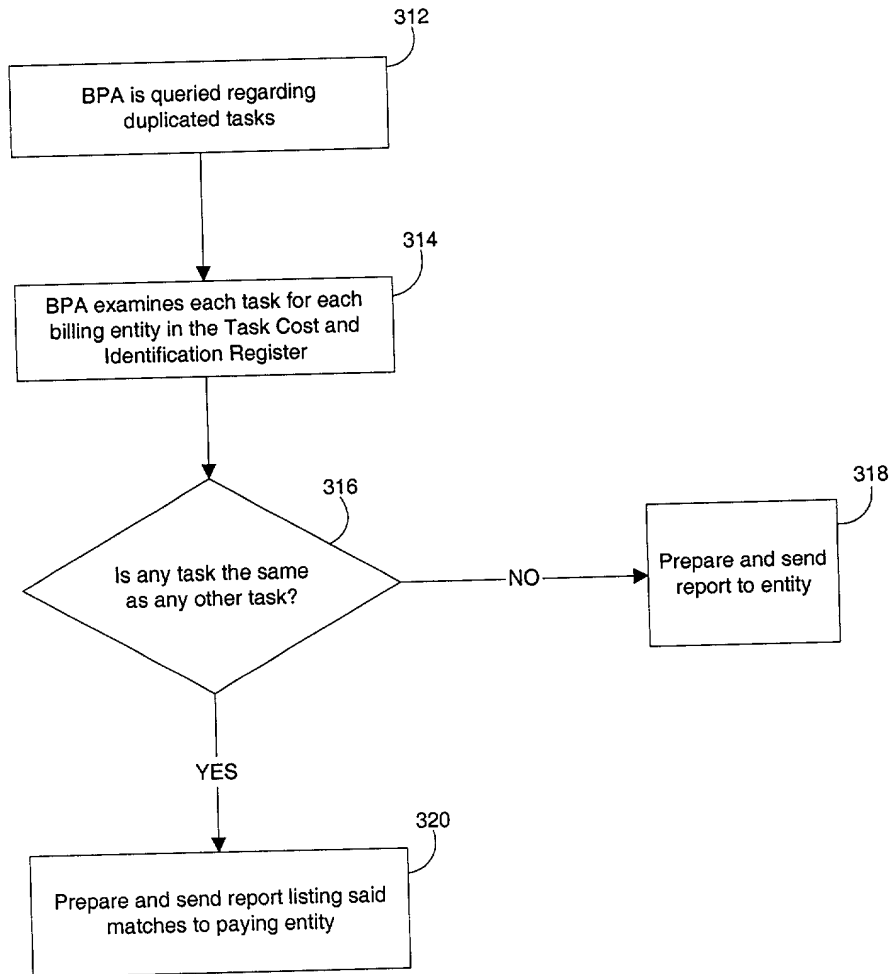 312
BPA is queried regarding
duplicated tasks
314
BPA examines each task for each
billing entity in the Task Cost and
Identification Register
316
Is any task the same
as any other task?
NO
318
Prepare and send
report to entity
YES
320
Prepare and send report listing said
matches to paying entity